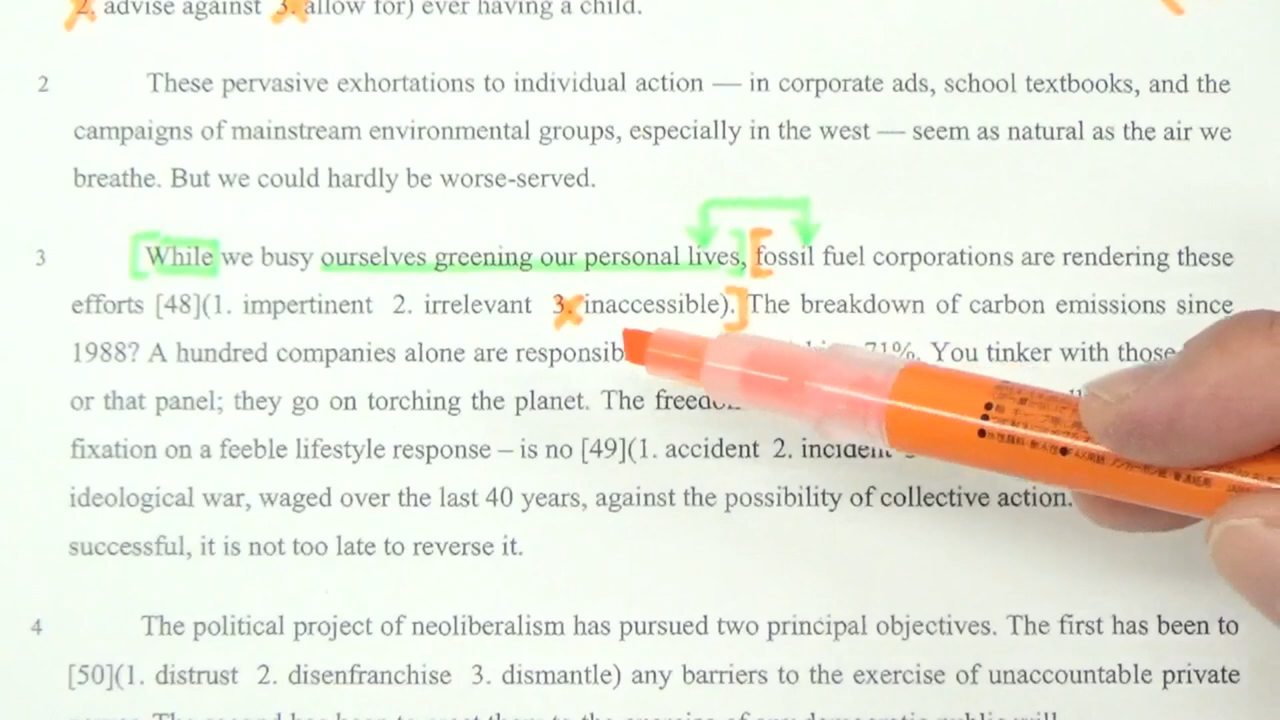 2. advise against 3. allow for) ever having a child.
2 These pervasive exhortations to individual action — in corporate ads, school textbooks, and the
campaigns of mainstream environmental groups, especially in the west — seem as natural as the air we
breathe. But we could hardly be worse-served.
3 While we busy ourselves greening our personal lives, fossil fuel corporations are rendering these
efforts [48](1. impertinent 2. irrelevant 3. inaccessible). The breakdown of carbon emissions since
1988? A hundred companies alone are 71%. You tinker with those
or that panel; they go on torching the planet. The
fixation on a feeble lifestyle response – is no [49](1. accident 2.
ideological war, waged over the last 40 years, against the possibility of collective action.
successful, it is not too late to reverse it.
4 The political project of neoliberalism has pursued two principal objectives. The first has been to
[50](1. distrust 2. disenfranchise 3. dismantle) any barriers to the exercise of unaccountable private